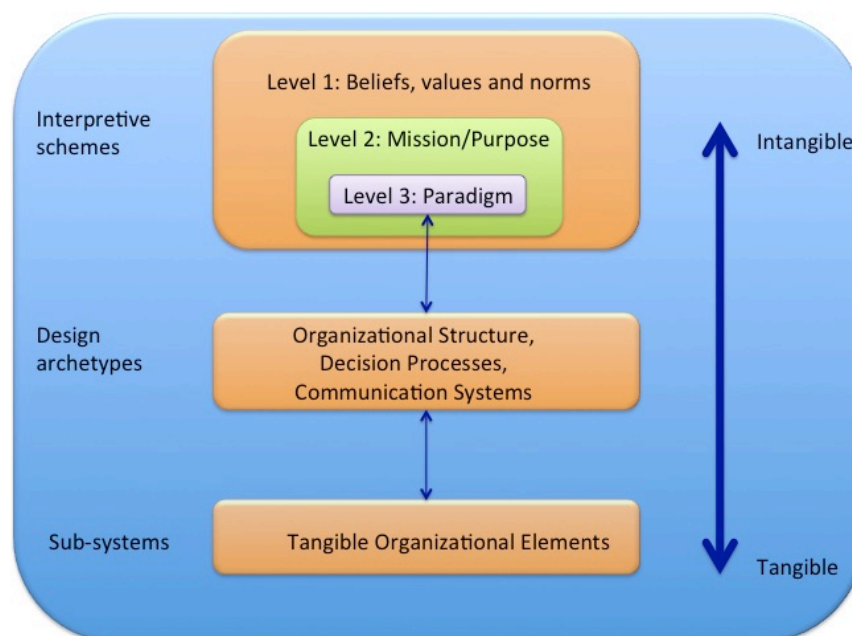 Level 1: Beliefs, values and norms
Interpretive
schemes
Level 2: Mission/Purpose
Intangible
Level 3: Paradigm
Design
archetypes
Organizational Structure,
Decision Processes,
Communication Systems
Sub-systems
Tangible Organizational Elements
Tangible